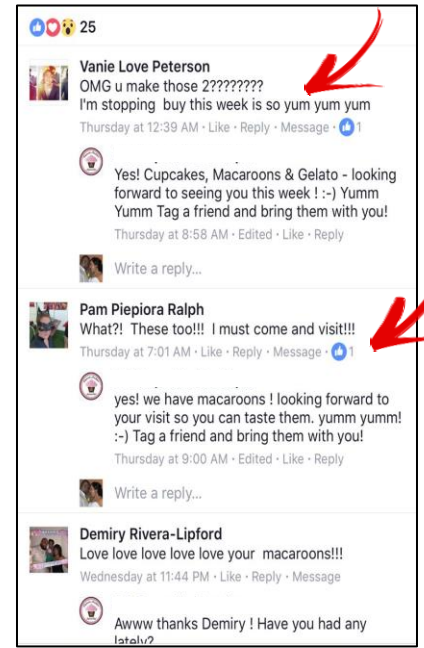 25
Vanie Love Peterson
OMG u make those 2????????
I'm stopping buy this week is so yum yum yum
Thursday at 12:39 AM · Like · Reply · Message · 1
Yes! Cupcakes, Macaroons & Gelato - looking
forward to seeing you this week ! :-) Yumm
Yumm Tag a friend and bring them with you!
Thursday at 8:58 AM · Edited · Like · Reply
Write a reply...
Pam Piepiora Ralph
What?! These too!!! I must come and visit!!!
Thursday at 7:01 AM · Like · Reply · Message · 1
yes! we have macaroons ! looking forward to
your visit so you can taste them. yumm yumm!
:-) Tag a friend and bring them with you!
Thursday at 9:00 AM · Edited · Like · Reply
Write a reply...
Demiry Rivera-Lipford
Love love love love love your macaroons!!!
Wednesday at 11:44 PM · Like · Reply · Message
Awww thanks Demiry ! Have you had any
lately?